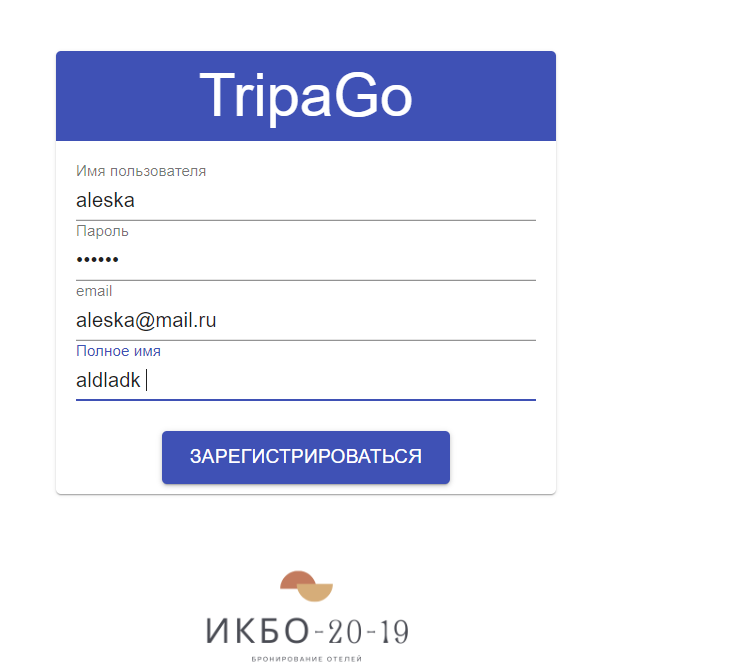 TripaGo
Имя пользователя
aleska
Пароль
••••••
email
aleska@mail.ru
Полное имя
aldladk
ЗАРЕГИСТРИРОВАТЬСЯ
ИКБО-20-19
БРОНИРОВАНИЕ ОТЕЛЕЙ